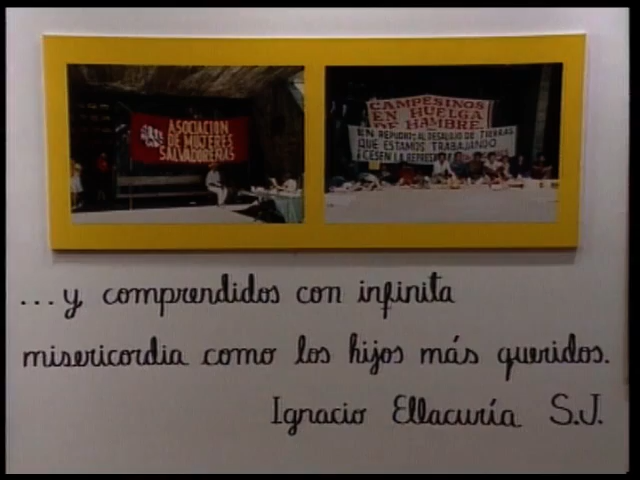 ASOCIACION
DE MUJERES
SALVADOREÑAS
CAMPESINOS
EN HUELGA
DE HAMBRE
EN REPUDIO: AL DESALOJO DE TIERRAS
QUE ESTAMOS TRABAJANDO
CESEN LA
...y comprendidos con infinita
misericordia como los hijos más queridos.
Ignacio Ellacuría S.J.